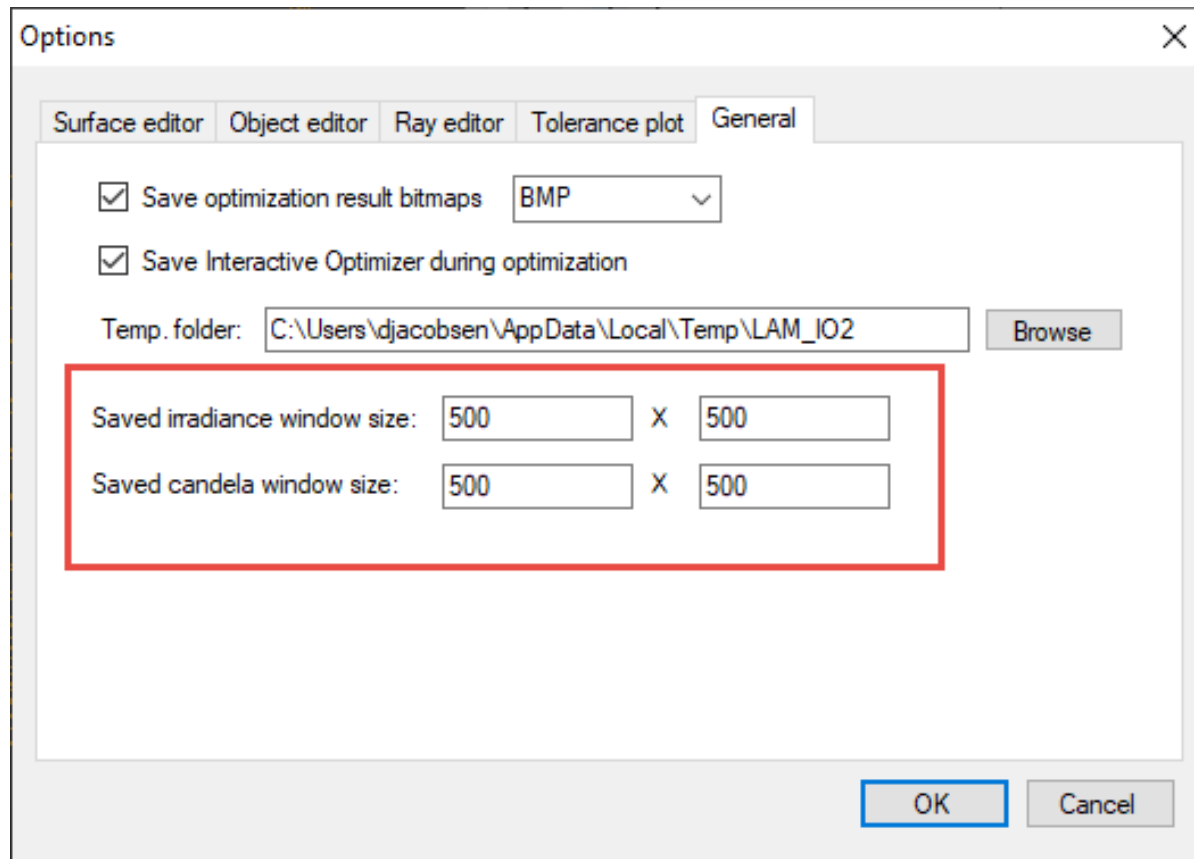 Options
Surface editor Object editor Ray editor Tolerance plot General
Save optimization result bitmaps BMP
Save Interactive Optimizer during optimization
Temp. folder: C:\Users\djacobsen\AppData\Local\Temp\LAM_IO2 Browse
Saved irradiance window size: 500 X 500
Saved candela window size: 500 X 500
OK Cancel